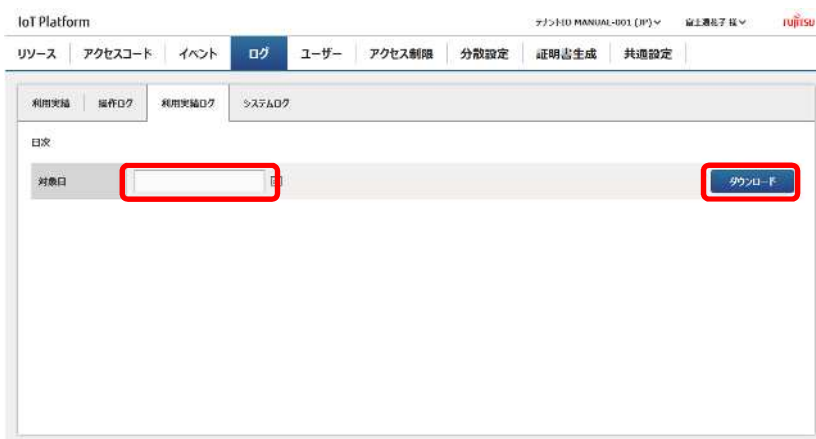 IoT Platform
テナントID MANUAL-001 (JP)
富士通花子 様
FUJITSU
リソース アクセスコード イベント ログ ユーザー アクセス制限 分散設定 証明書生成 共通設定
利用実績 操作ログ 利用実績ログ システムログ
日次
対象日
ダウンロード